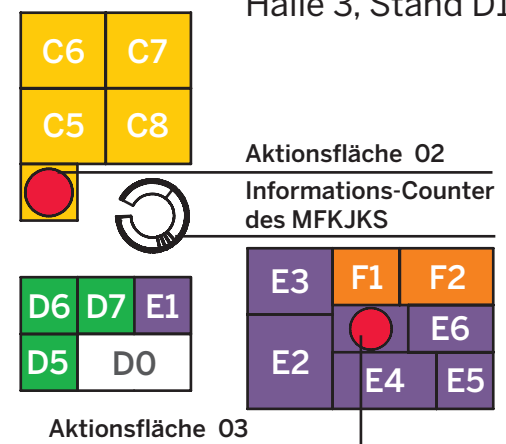 Halle 3, Stand D1
C6 C7
C5 C8
Aktionsfläche 02
Informations-Counter
des MFKJKS
D6 D7 E1
D5 D0
E3 F1 F2
E6
E2 E4 E5
Aktionsfläche 03